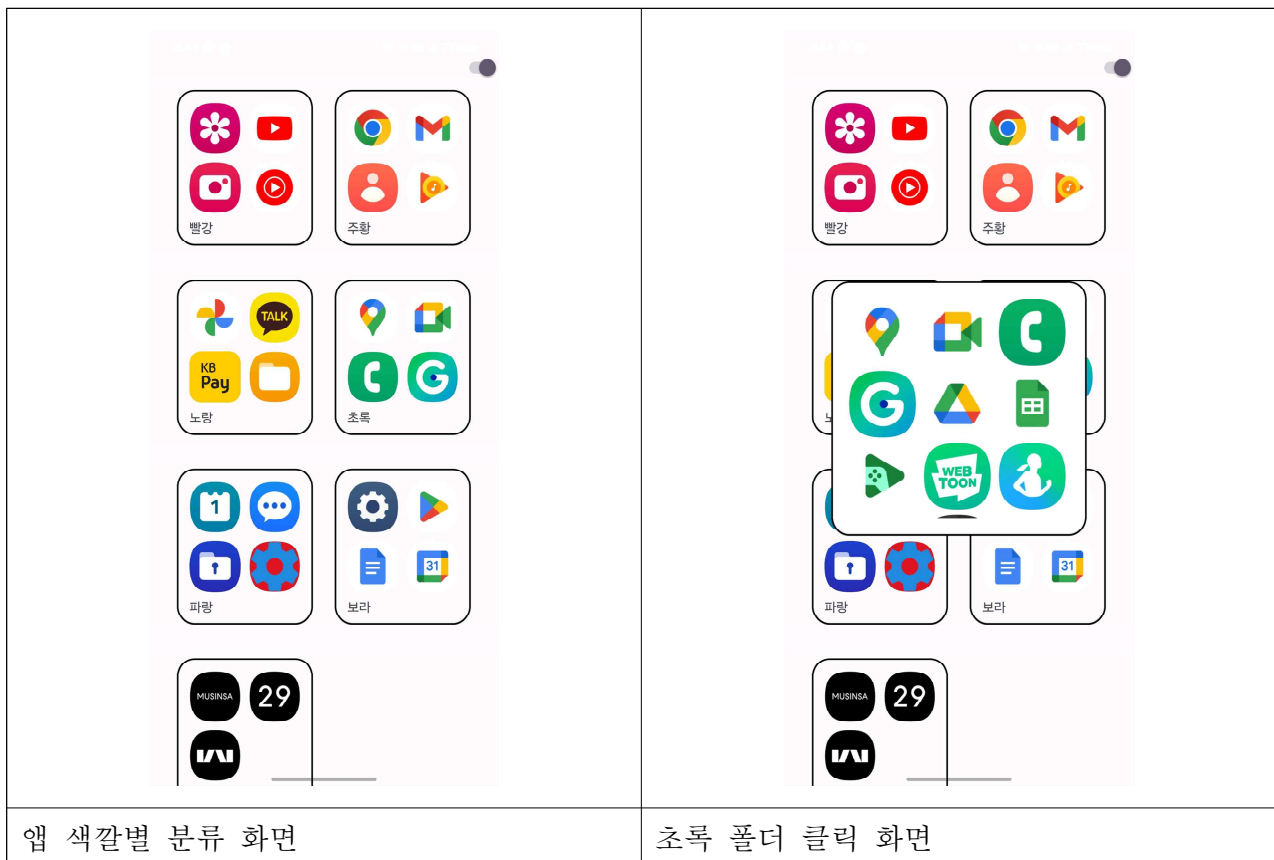 빨강
주황
TALK
KB
Pay
노랑
초록
1
31
파랑
보라
MUSINSA
29
앱 색깔별 분류 화면
빨강
주황
노
WEB
TOON
31
파랑
보라
MUSINSA
29
초록 폴더 클릭 화면